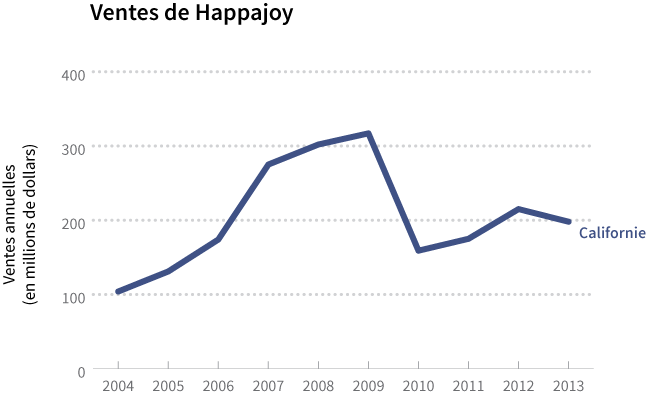 Ventes de Happajoy
Ventes annuelles
(en millions de dollars)
400
300
200
100
0
Californie
2004 2005 2006 2007 2008 2009 2010 2011 2012 2013